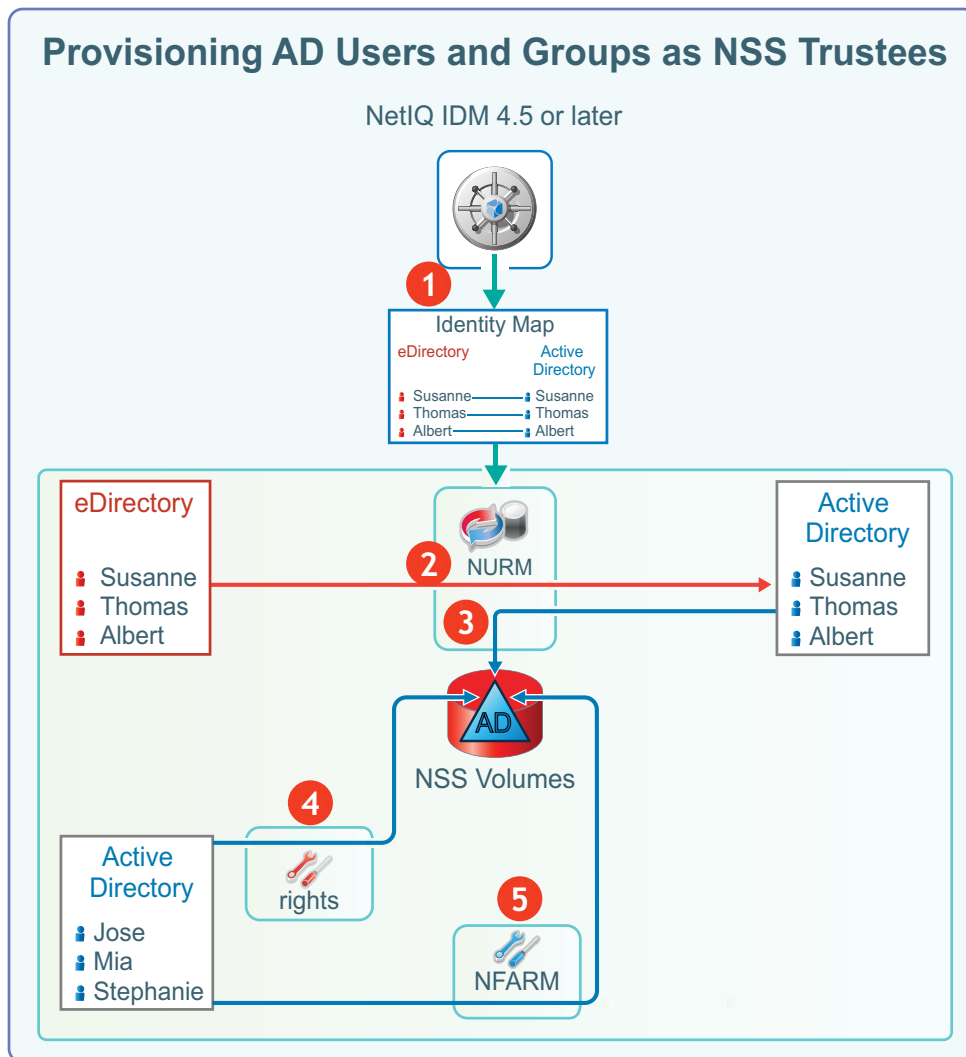 Provisioning AD Users and Groups as NSS Trustees
NetIQ IDM 4.5 or later
1
Identity Map
eDirectory
Active
Directory
Susanne Susanne
Thomas Thomas
Albert Albert
eDirectory
Susanne
Thomas
Albert
NURM
2
3
Active
Directory
Susanne
Thomas
Albert
AD
NSS Volumes
4
rights
Active
Directory
Jose
Mia
Stephanie
5
NFARM